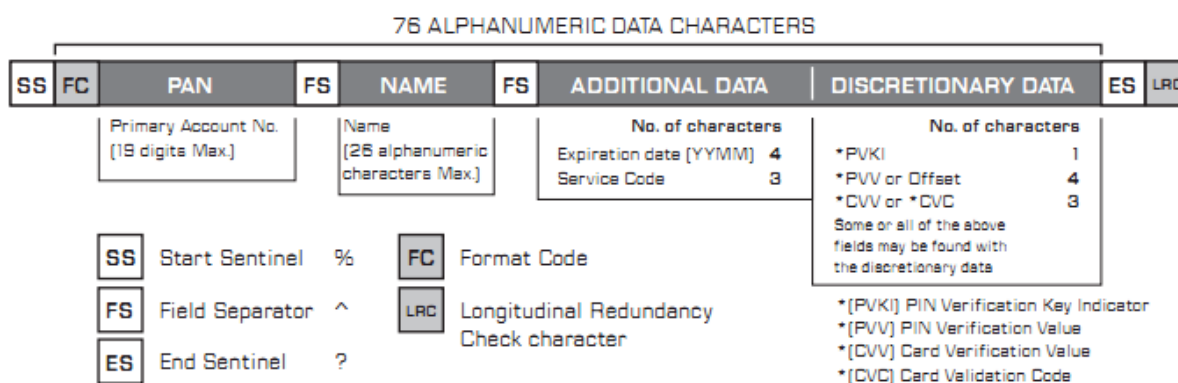 76 ALPHANUMERIC DATA CHARACTERS
SS FC PAN FS NAME FS ADDITIONAL DATA DISCRETIONARY DATA ES LRC
Primary Account No.
(19 digits Max.)
Name
(26 alphanumeric
characters Max.)
No. of characters
Expiration date (YYMM) 4
Service Code 3
No. of characters
*PVKI 1
*PVV or Offset 4
*CVV or *CVC 3
Some or all of the above
fields may be found with
the discretionary data
SS Start Sentinel %
FS Field Separator ^
ES End Sentinel ?
FC Format Code
LRC Longitudinal Redundancy
Check character
*(PVKI) PIN Verification Key Indicator
*(PVV) PIN Verification Value
*(CVV) Card Verification Value
*(CVC) Card Validation Code